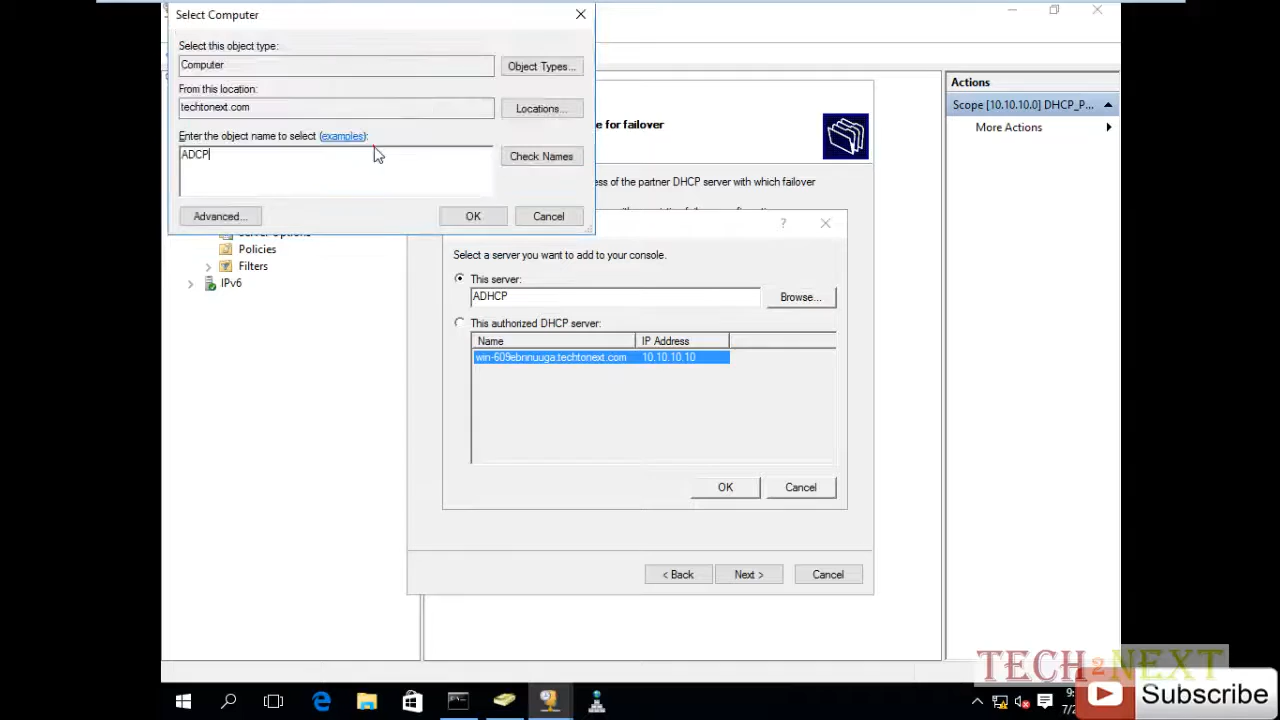 Select Computer
Select this object type:
Computer
Object Types...
From this location:
techtonext.com
Locations...
Enter the object name to select (examples):
ADCP
Check Names
Advanced...
OK
Cancel
e for failover
ess of the partner DHCP server with which failover
Select a server you want to add to your console.
This server:
ADHCP
Browse...
This authorized DHCP server:
Name
IP Address
win-609ebnnuuga.techtonext.com
10.10.10.10
OK
Cancel
< Back
Next >
Cancel
Policies
Filters
IPv6
Actions
Scope [10.10.10.0] DHCP_P...
More Actions
TECH2NEXT
Subscribe